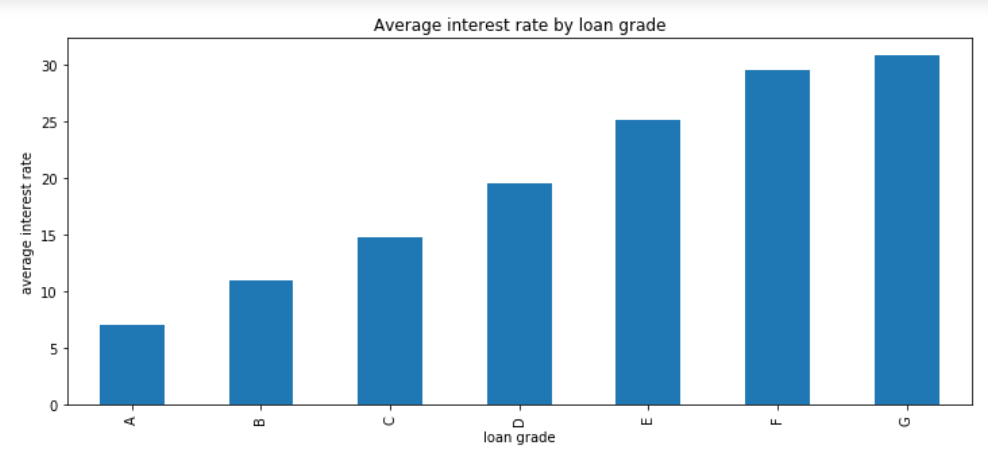 Average interest rate by loan grade
average interest rate
30
25
20
15
10
5
0
A B C D E F G
loan grade